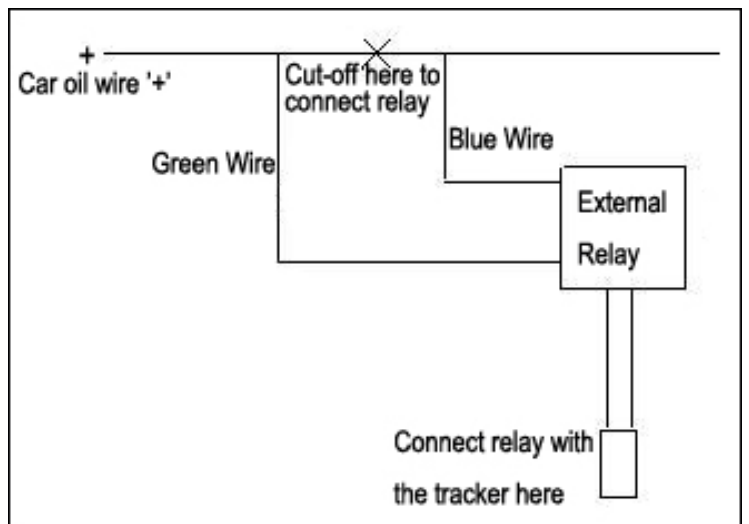 +
Car oil wire '+'
Cut-off here to
connect relay
Green Wire
Blue Wire
External
Relay
Connect relay with
the tracker here